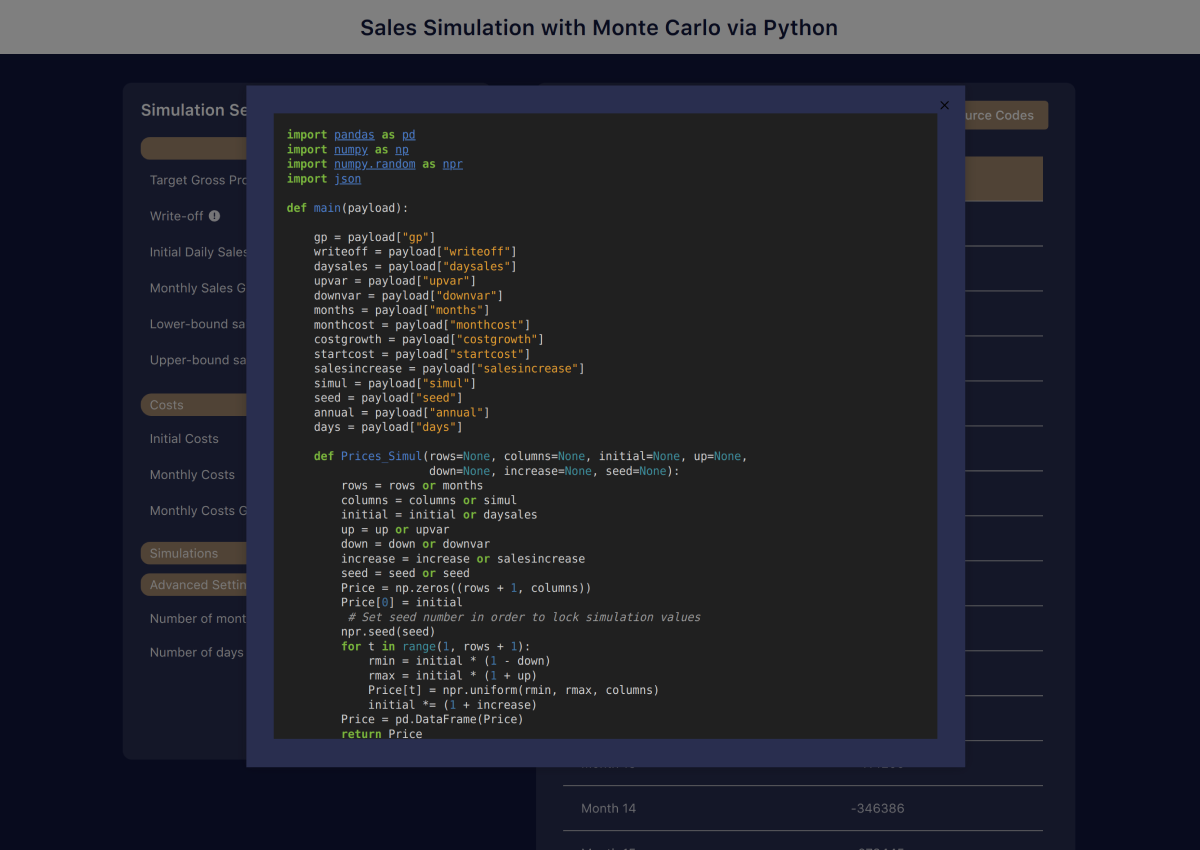 Sales Simulation with Monte Carlo via Python
Simulation Se
Target Gross Pro
Write-off
Initial Daily Sales
Monthly Sales G
Lower-bound sa
Upper-bound sa
Costs
Initial Costs
Monthly Costs
Monthly Costs G
Simulations
Advanced Settin
Number of mont
Number of days
×
urce Codes
import pandas as pd
import numpy as np
import numpy.random as npr
import json
def main(payload):
gp = payload["gp"]
writeoff = payload["writeoff"]
daysales = payload["daysales"]
upvar = payload["upvar"]
downvar = payload["downvar"]
months = payload["months"]
monthcost = payload["monthcost"]
costgrowth = payload["costgrowth"]
startcost = payload["startcost"]
salesincrease = payload["salesincrease"]
simul = payload["simul"]
seed = payload["seed"]
annual = payload["annual"]
days = payload["days"]
def Prices_Simul(rows=None, columns=None, initial=None, up=None,
down=None, increase=None, seed=None):
rows = rows or months
columns = columns or simul
initial = initial or daysales
up = up or upvar
down = down or downvar
increase = increase or salesincrease
seed = seed or seed
Price = np.zeros((rows + 1, columns))
Price[0] = initial
# Set seed number in order to lock simulation values
npr.seed(seed)
for t in range(1, rows + 1):
rmin = initial * (1 - down)
rmax = initial * (1 + up)
Price[t] = npr.uniform(rmin, rmax, columns)
initial *= (1 + increase)
Price = pd.DataFrame(Price)
return Price
Month 14 -346386